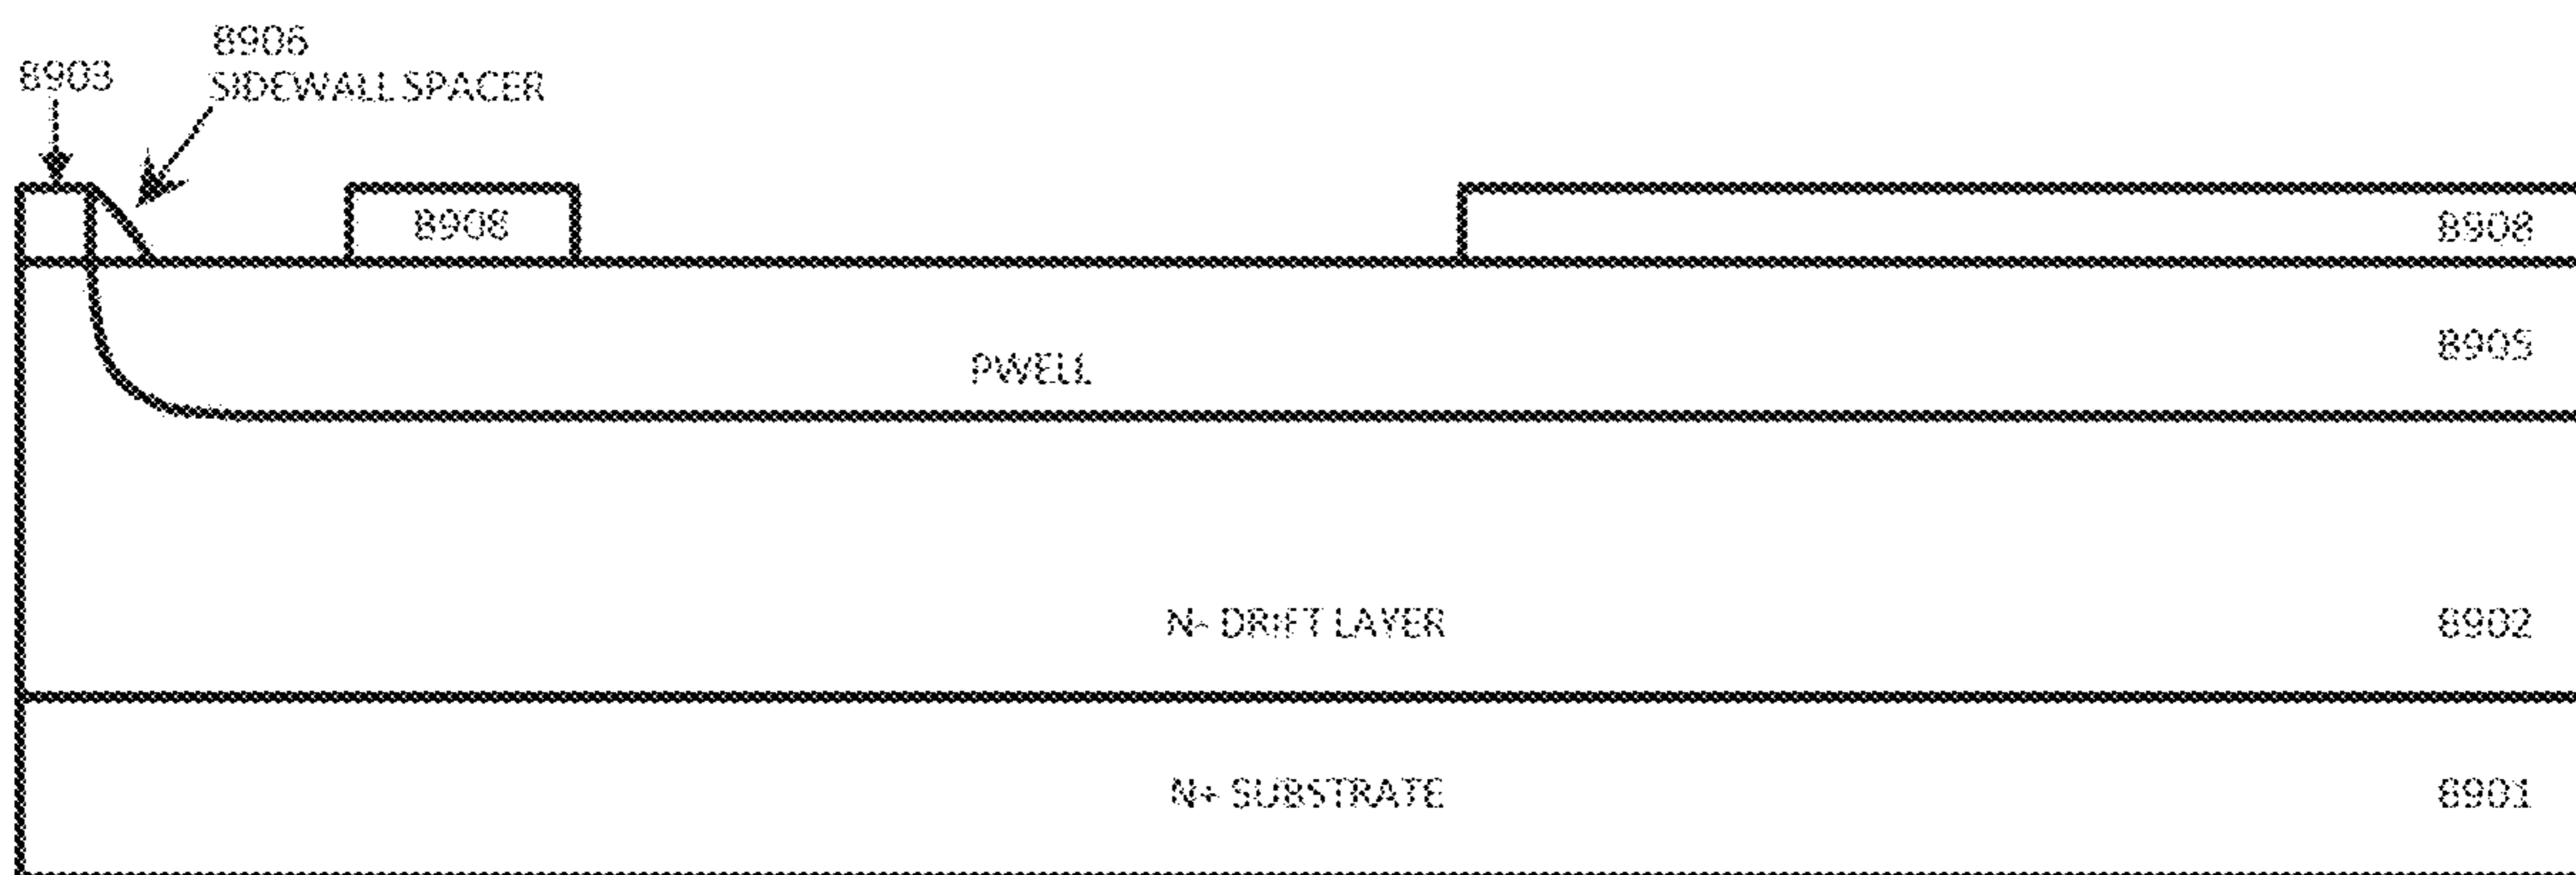 8906
8903
SIDEWALL SPACER
8908
8908
8905
PWELL
N- DRIFT LAYER
8902
N+ SUBSTRATE
8901